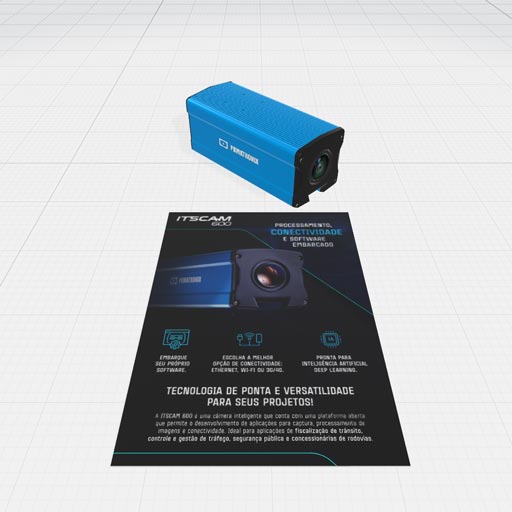 PUMATRONIX
ITSCAM
600
PROCESSAMENTO,
CONECTIVIDADE
E SOFTWARE
EMBARCADO
PUMATRONIX
EMBARQUE
SEU PRÓPRIO
SOFTWARE.
ESCOLHA A MELHOR
OPÇÃO DE CONECTIVIDADE:
ETHERNET, WI-FI OU 3G/4G.
IA
PRONTA PARA
INTELIGÊNCIA ARTIFICIAL
DEEP LEARNING.
TECNOLOGIA DE PONTA E VERSATILIDADE
PARA SEUS PROJETOS!
A ITSCAM 600 é uma câmera inteligente que conta com uma plataforma aberta
que permite o desenvolvimento de aplicações para captura, processamento de
imagens e conectividade. Ideal para aplicações de fiscalização de trânsito,
controle e gestão de tráfego, segurança pública e concessionárias de rodovias.